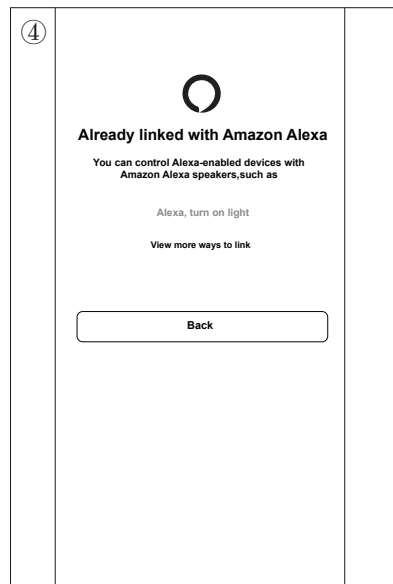 ④
Already linked with Amazon Alexa
You can control Alexa-enabled devices with
Amazon Alexa speakers,such as
Alexa, turn on light
View more ways to link
Back